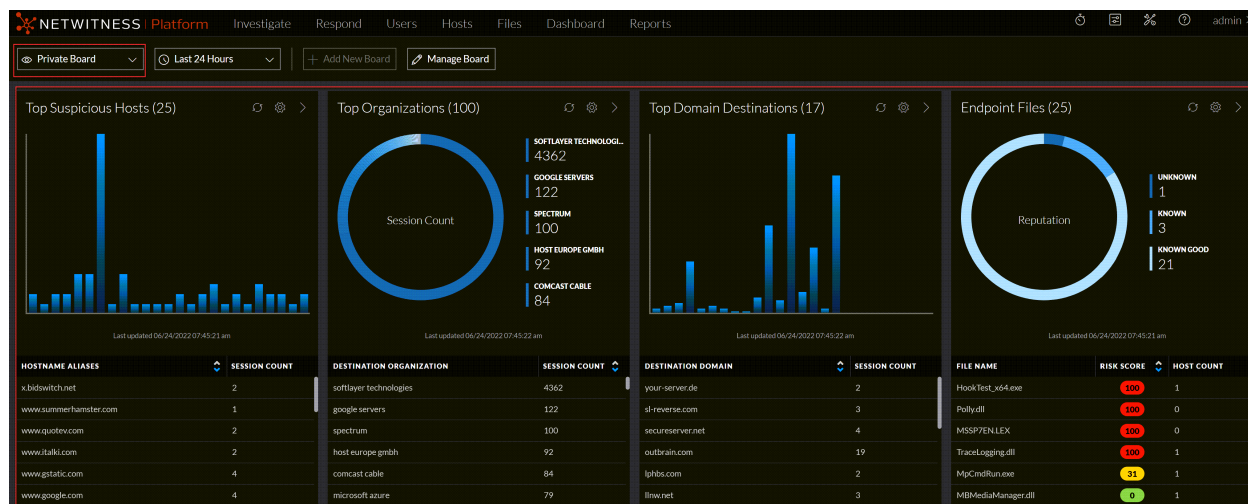 NETWITNESS Platform Investigate Respond Users Hosts Files Dashboard Reports admin
Private Board Last 24 Hours Add New Board Manage Board
Top Suspicious Hosts (25)
Last updated 06/24/2022 07:45:21 am
HOSTNAME ALIASES SESSION COUNT
x.bidswitch.net 2
www.summerhamster.com 1
www.quotev.com 2
www.italki.com 2
www.gstatic.com 4
www.google.com 4
Top Organizations (100)
Session Count
SOFTLAYER TECHNOLOGI...
4362
GOOGLE SERVERS
122
SPECTRUM
100
HOST EUROPE GMBH
92
COMCAST CABLE
84
Last updated 06/24/2022 07:45:22 am
DESTINATION ORGANIZATION SESSION COUNT
softlayer technologies 4362
google servers 122
spectrum 100
host europe gmbh 92
comcast cable 84
microsoft azure 79
Top Domain Destinations (17)
Last updated 06/24/2022 07:45:22 am
DESTINATION DOMAIN SESSION COUNT
your-server.de 2
sl-reverse.com 3
secureserver.net 4
outbrain.com 19
lphbs.com 2
llnw.net 3
Endpoint Files (25)
Reputation
UNKNOWN
1
KNOWN
3
KNOWN GOOD
21
Last updated 06/24/2022 07:45:21 am
FILE NAME RISK SCORE HOST COUNT
HookTest_x64.exe 100 1
Polly.dll 100 0
MSSP7EN.LEX 100 0
TraceLogging.dll 100 1
MpCmdRun.exe 31 1
MBMediaManager.dll 0 1